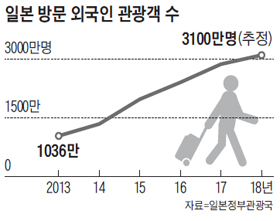 일본 방문 외국인 관광객 수
3100만명(추정)
3000만명
1500만
1036만
0
2013 14 15 16 17 18년
자료=일본정부관광국